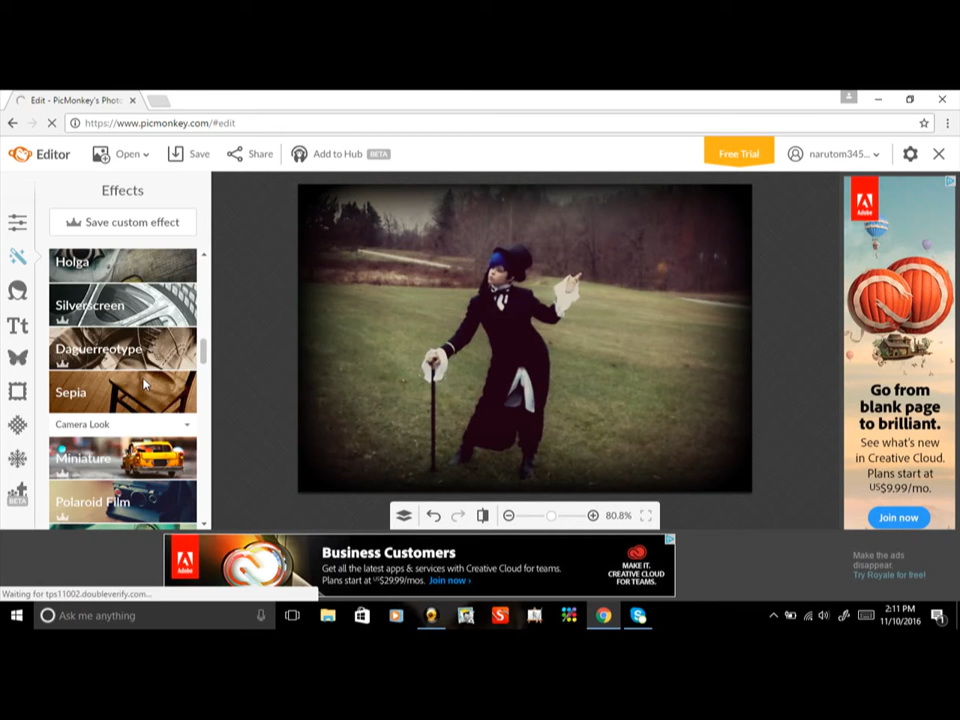 Edit - PicMonkey's Photo
https://www.picmonkey.com/#edit
Editor
Open
Save
Share
Add to Hub BETA
Free Trial
narutom345...
Effects
Save custom effect
Holga
Silverscreen
Daguerreotype
Sepia
Camera Look
Miniature
Polaroid Film
Tt
BETA
80.8%
Adobe
Go from
blank page
to brilliant.
See what's new
in Creative Cloud.
Plans start at
US$9.99/mo.
Join now
Adobe
Business Customers
Get all the latest apps & services with Creative Cloud for teams.
Plans start at US$29.99/mo. Join now ›
MAKE IT.
CREATIVE CLOUD
FOR TEAMS.
Make the ads
disappear.
Try Royale for free!
Waiting for tps11002.doubleverify.com...
Ask me anything
2:11 PM
11/10/2016